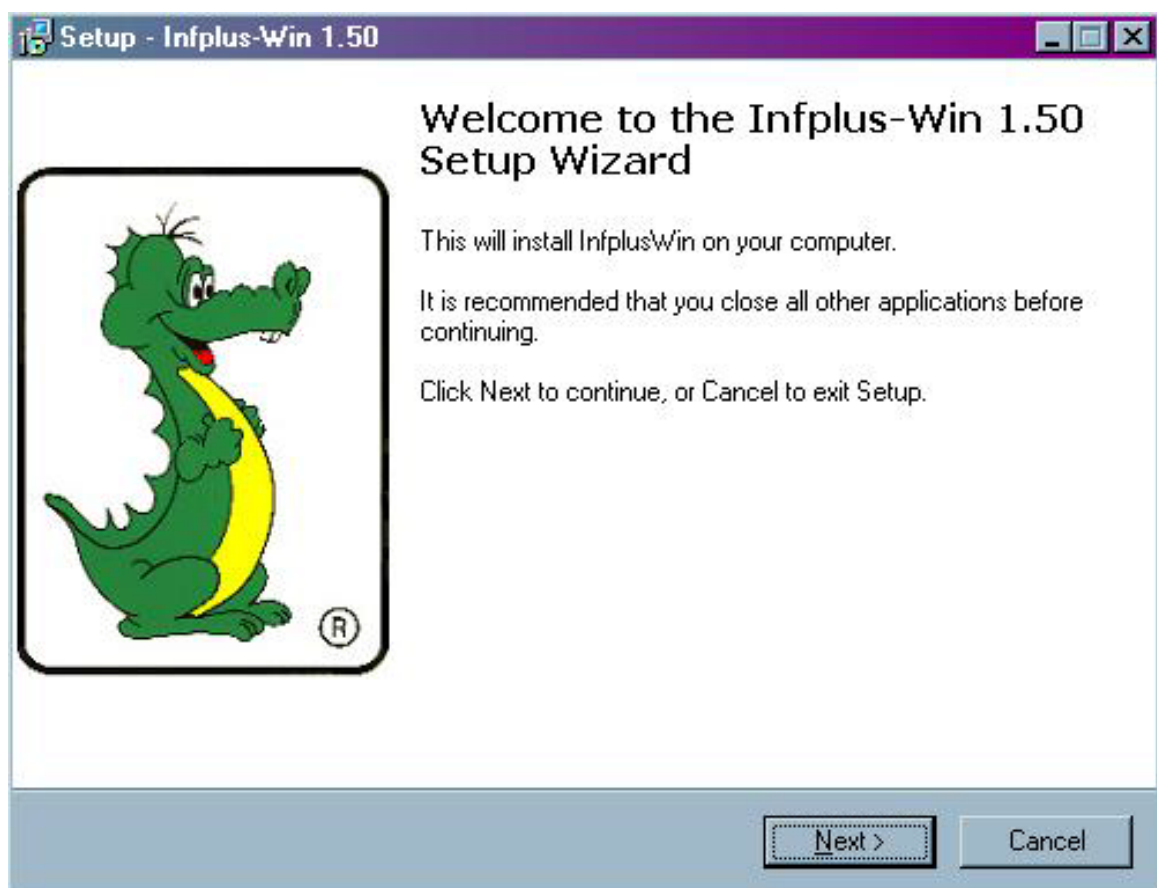 Setup - Infplus-Win 1.50
Welcome to the Infplus-Win 1.50
Setup Wizard
This will install InfplusWin on your computer.
It is recommended that you close all other applications before
continuing.
Click Next to continue, or Cancel to exit Setup.
®
Next >
Cancel